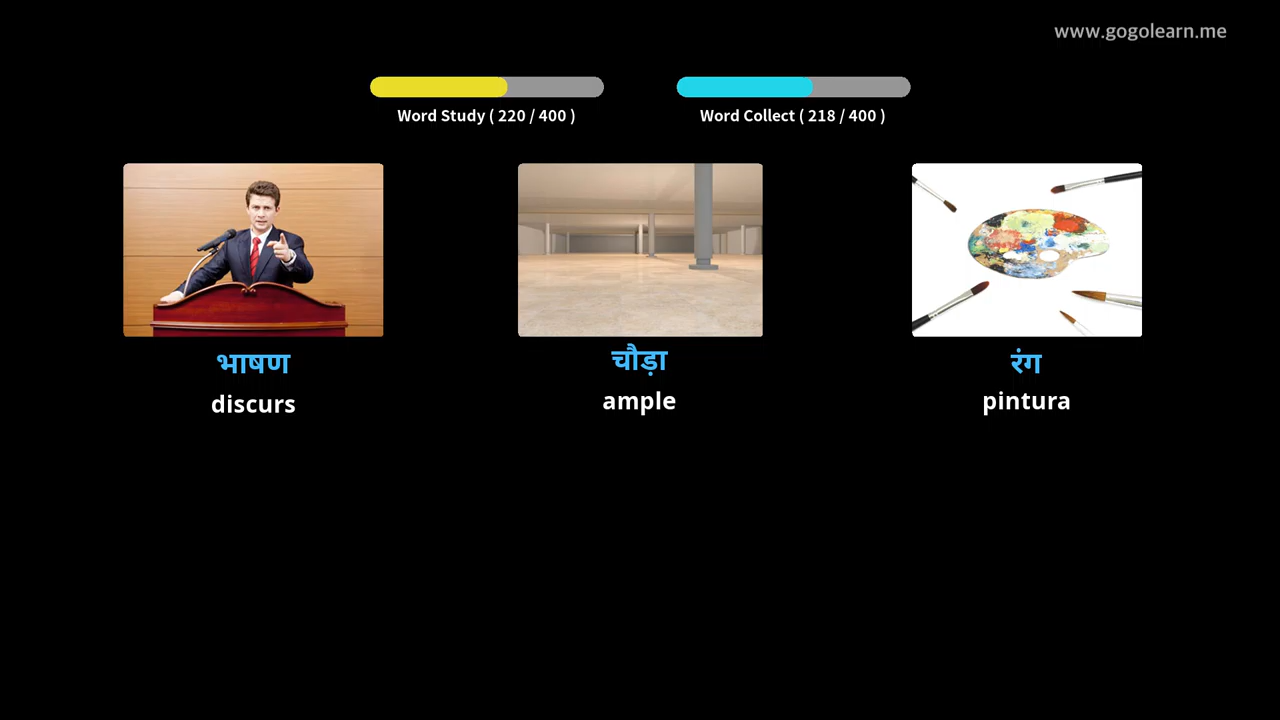 www.gogolearn.me
Word Study ( 220 / 400 )
Word Collect ( 218 / 400 )
भाषण
चौड़ा
रंग
discurs
ample
pintura